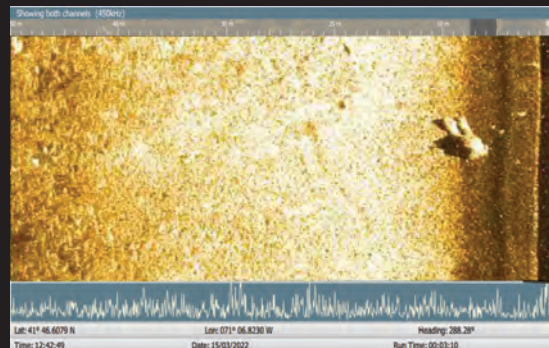 Showing both channels (450kHz)
Lat: 41° 46.6079 N Lon: 071° 06.8230 W Heading: 288.28°
Time: 12:42:49 Date: 15/03/2022 Run Time: 00:03:10